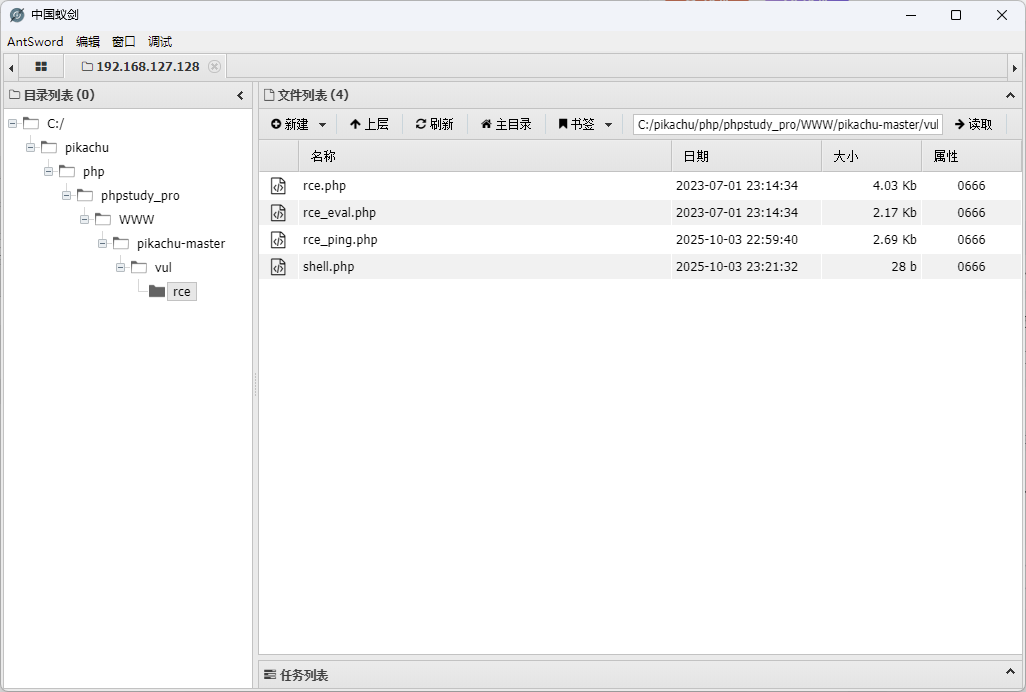 中国蚁剑
AntSword 编辑 窗口 调试
192.168.127.128
目录列表 (0)
C:/
pikachu
php
phpstudy_pro
WWW
pikachu-master
vul
rce
文件列表 (4)
新建 上层 刷新 主目录 书签 C:/pikachu/php/phpstudy_pro/WWW/pikachu-master/vul 读取
名称 日期 大小 属性
rce.php 2023-07-01 23:14:34 4.03 Kb 0666
rce_eval.php 2023-07-01 23:14:34 2.17 Kb 0666
rce_ping.php 2025-10-03 22:59:40 2.69 Kb 0666
shell.php 2025-10-03 23:21:32 28 b 0666
任务列表